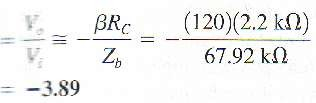 = V_o/V_i ≅ − βR_C/Z_b = − (120)(2.2 kΩ)/67.92 kΩ
= −3.89